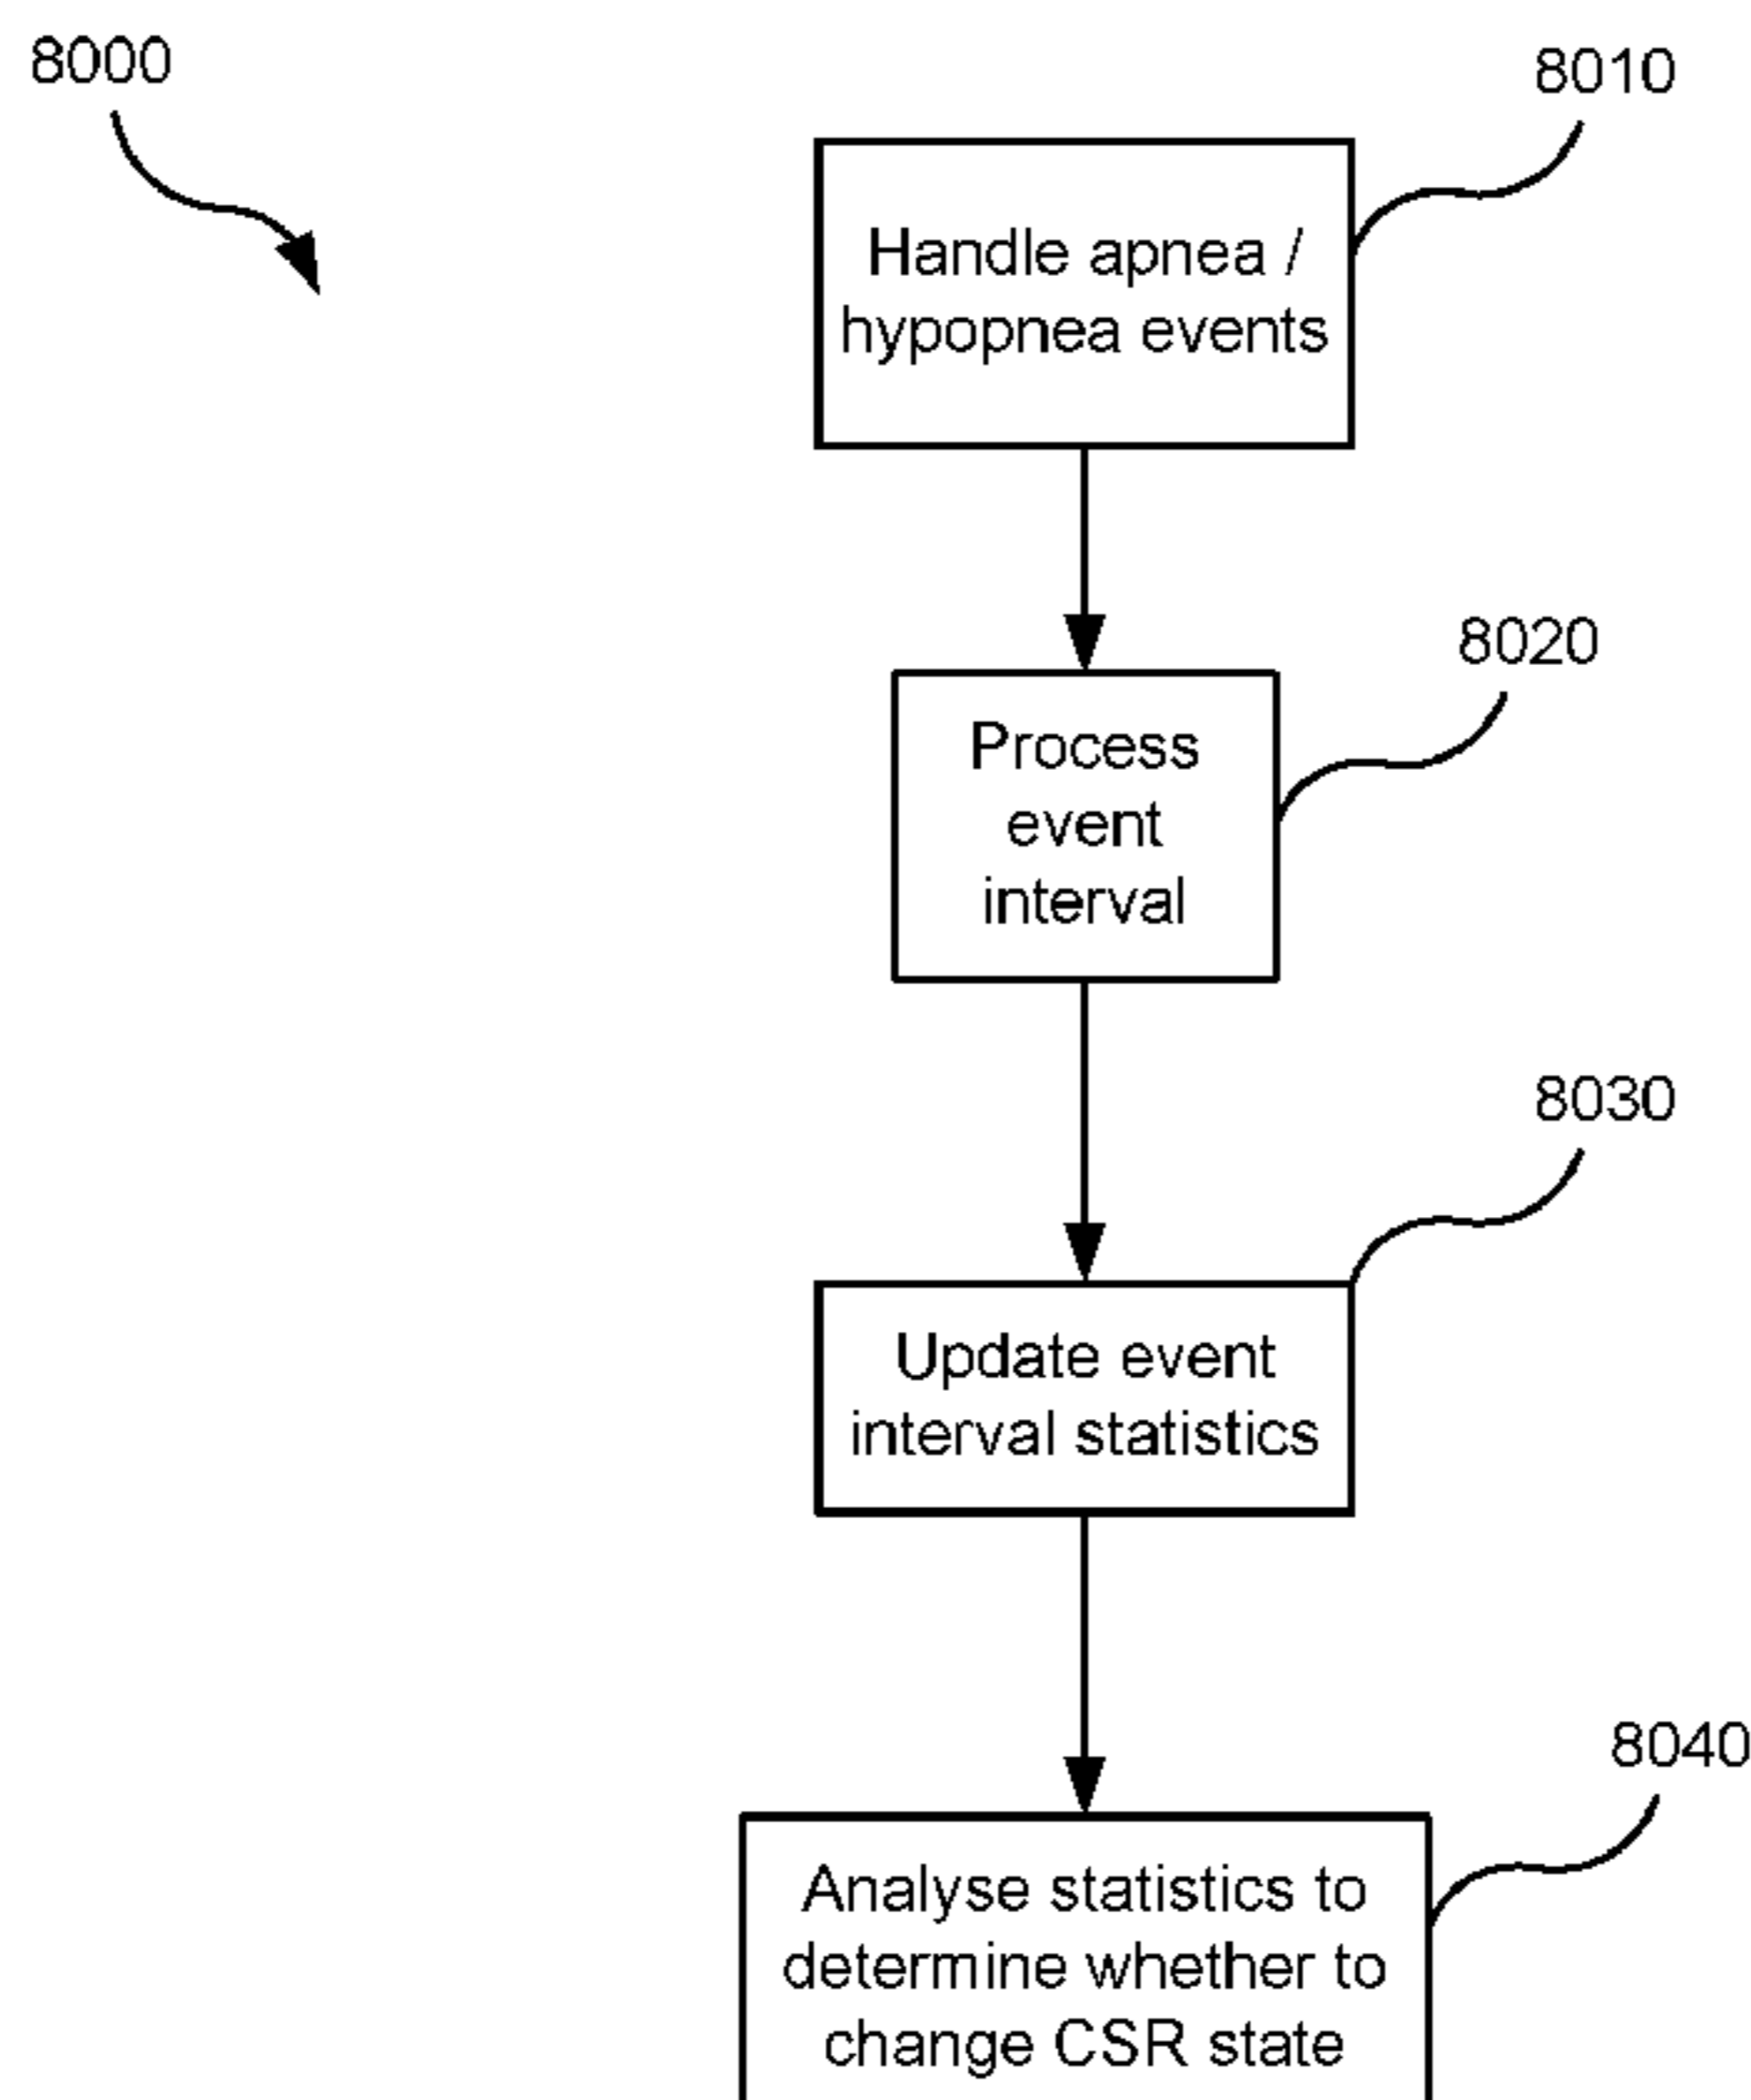 8000
8010
Handle apnea /
hypopnea events
8020
Process
event
interval
8030
Update event
interval statistics
8040
Analyse statistics to
determine whether to
change CSR state